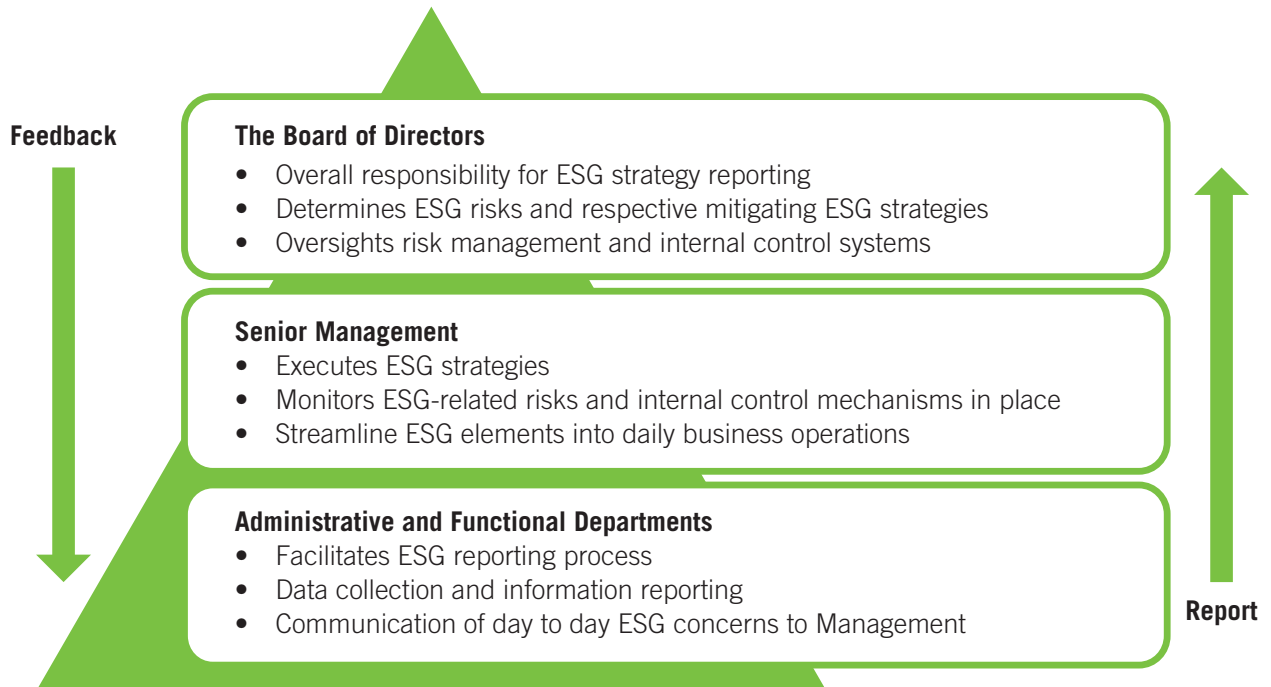 Feedback
The Board of Directors
• Overall responsibility for ESG strategy reporting
• Determines ESG risks and respective mitigating ESG strategies
• Oversights risk management and internal control systems
Senior Management
• Executes ESG strategies
• Monitors ESG-related risks and internal control mechanisms in place
• Streamline ESG elements into daily business operations
Administrative and Functional Departments
• Facilitates ESG reporting process
• Data collection and information reporting
• Communication of day to day ESG concerns to Management
Report